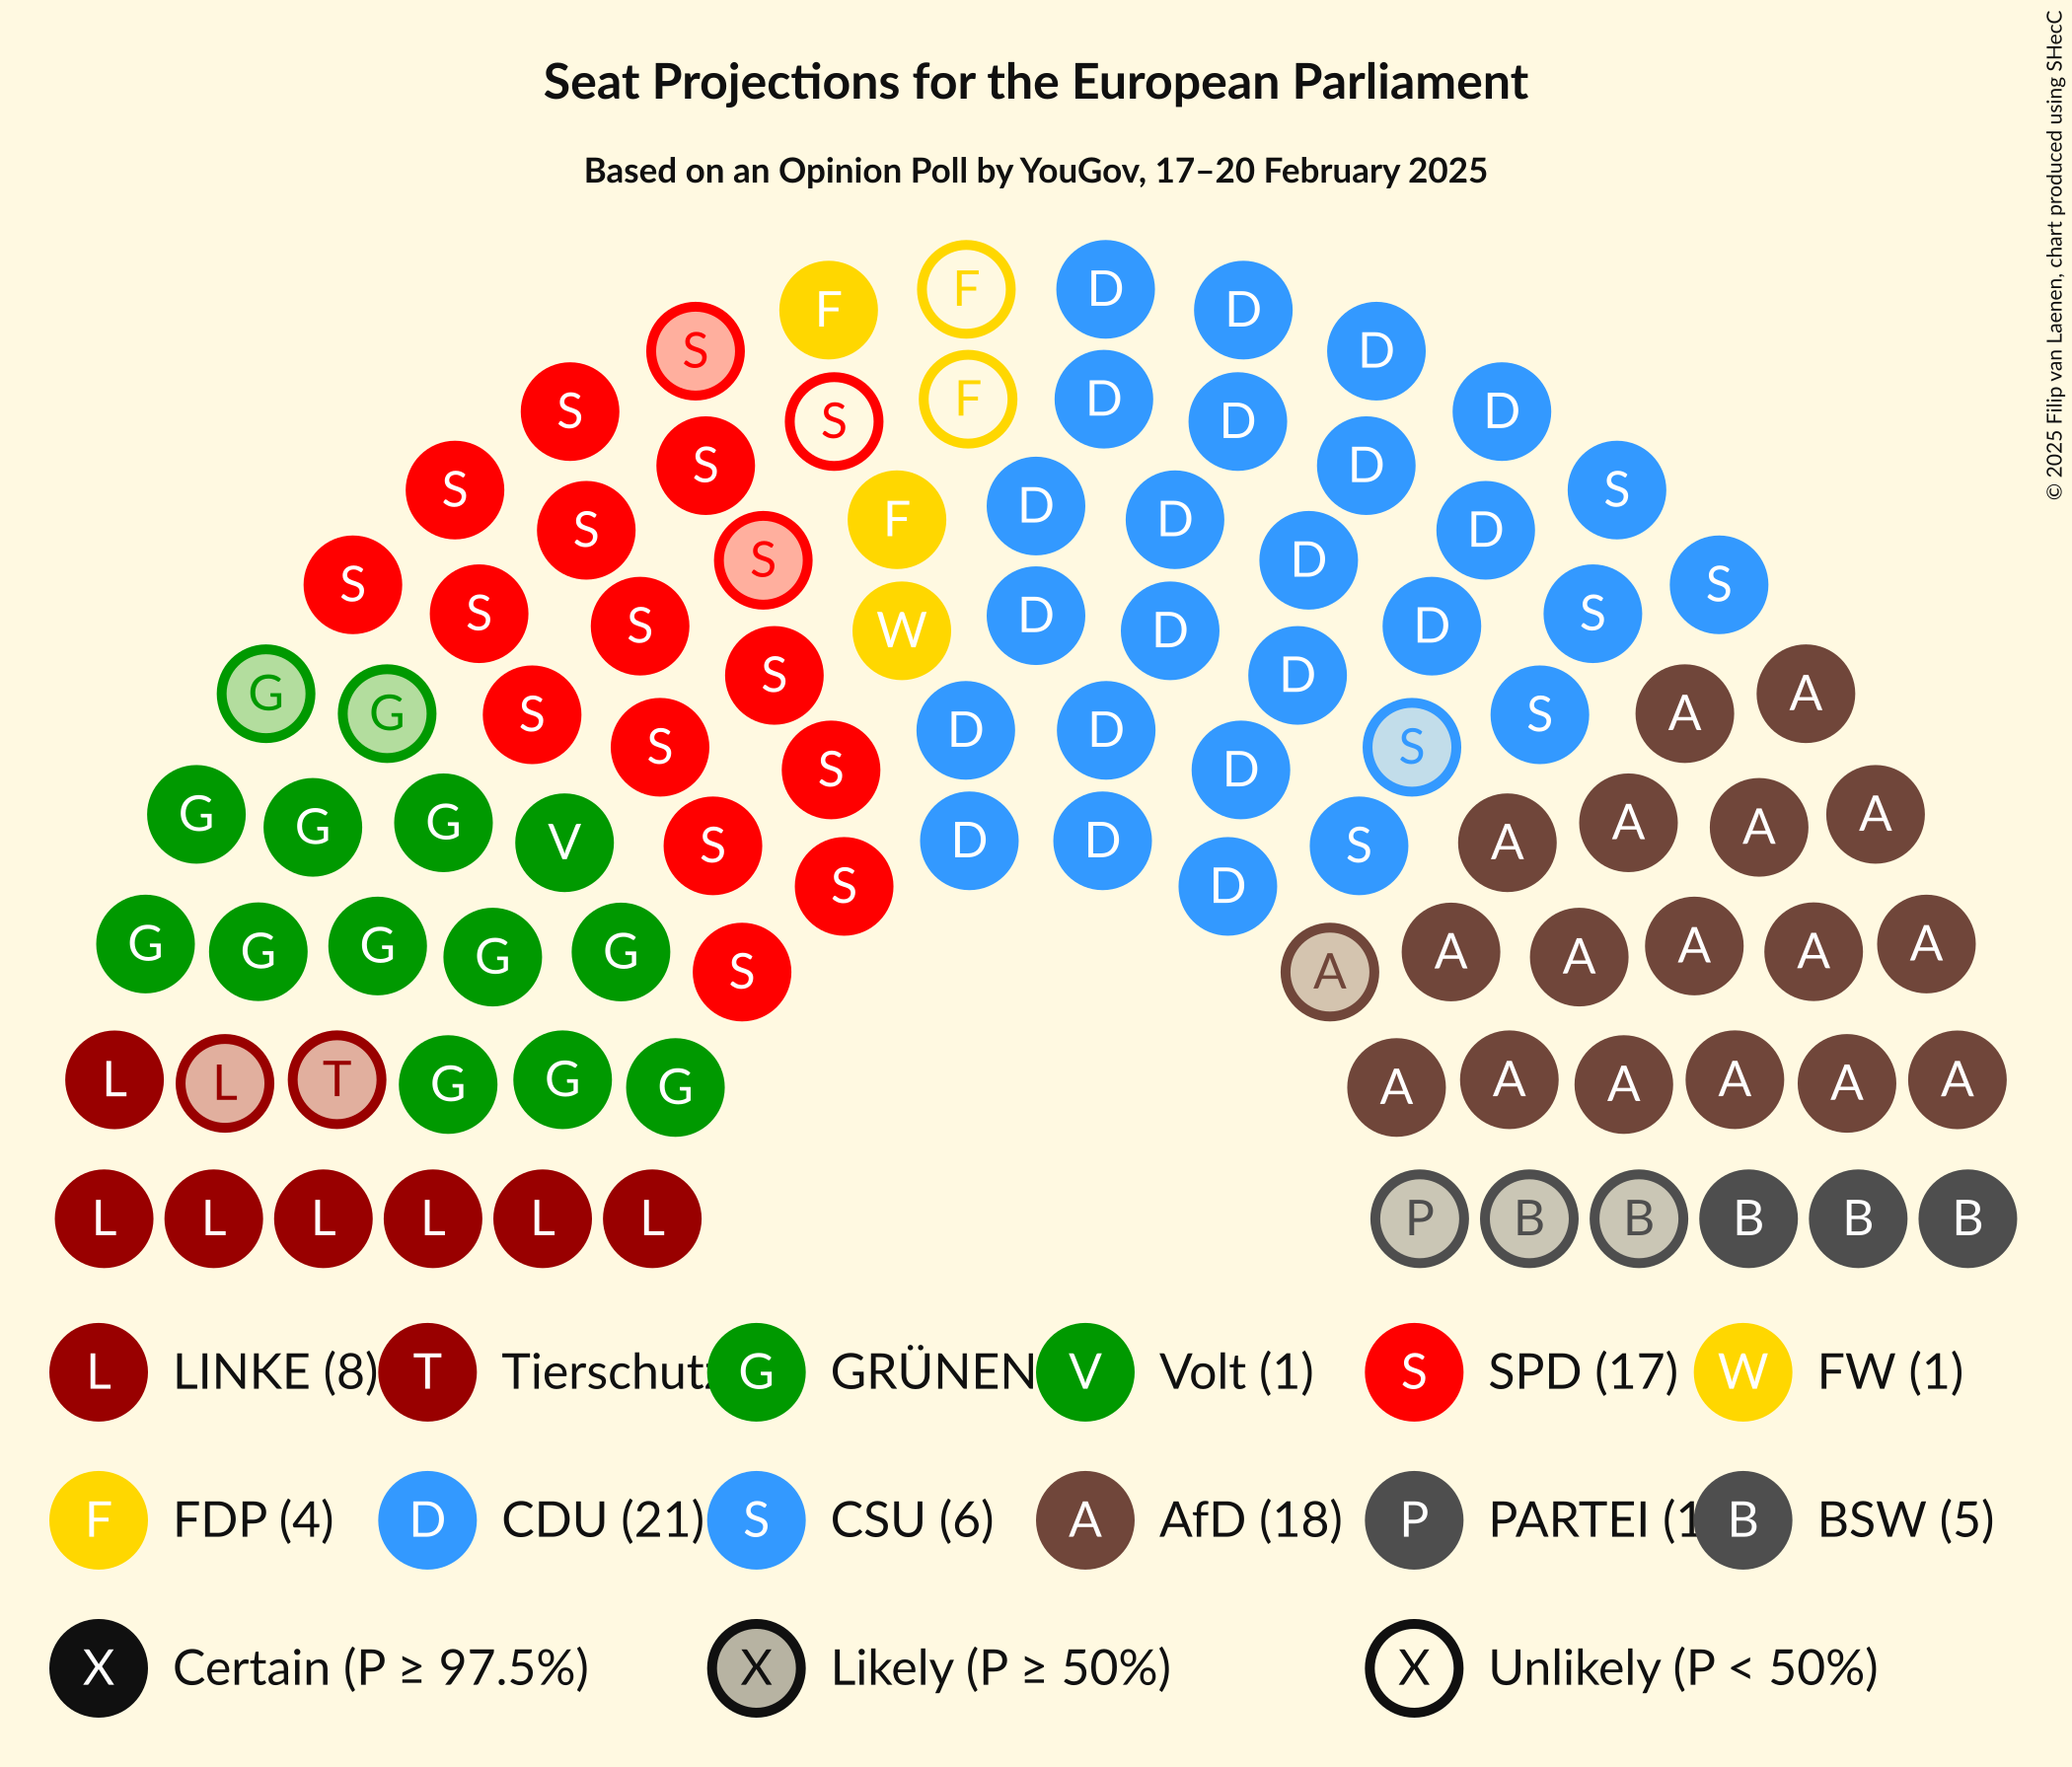 Seat Projections for the European Parliament
Based on an Opinion Poll by YouGov, 17–20 February 2025
© 2025 Filip van Laenen, chart produced using SHecC
F D D D
F
S S D
S S F D D D D
S S D S
S S F D D D D
S S S W D D D S S
G G S S S D D D S S A A
G G G V S S D D D S A A A A
G G G G G S A A A A A A
L L T G G G A A A A A A
L L L L L L P B B B B B
L LINKE (8) T Tierschutz G GRÜNEN V Volt (1) S SPD (17) W FW (1)
F FDP (4) D CDU (21) S CSU (6) A AfD (18) P PARTEI (1 B BSW (5)
X Certain (P ≥ 97.5%) X Likely (P ≥ 50%) X Unlikely (P < 50%)